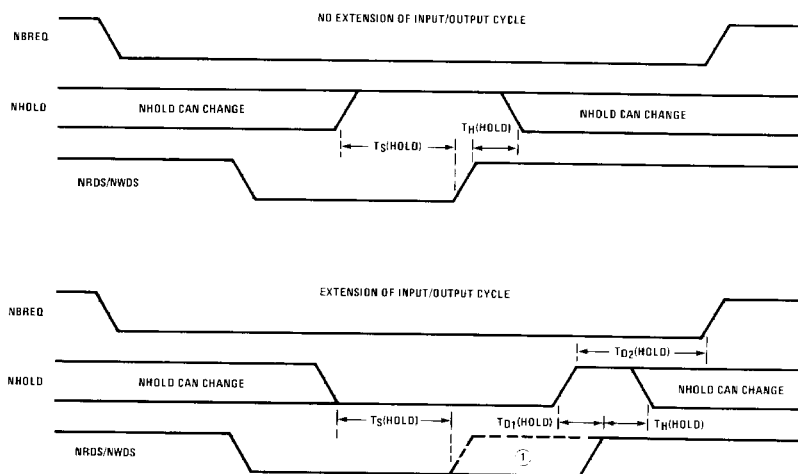 NO EXTENSION OF INPUT/OUTPUT CYCLE
NBREQ
NHOLD
NHOLD CAN CHANGE
NHOLD CAN CHANGE
TS(HOLD)
TH(HOLD)
NRDS/NWDS
EXTENSION OF INPUT/OUTPUT CYCLE
NBREQ
TD2(HOLD)
NHOLD
NHOLD CAN CHANGE
NHOLD CAN CHANGE
TS(HOLD)
TD1(HOLD)
TH(HOLD)
NRDS/NWDS
1